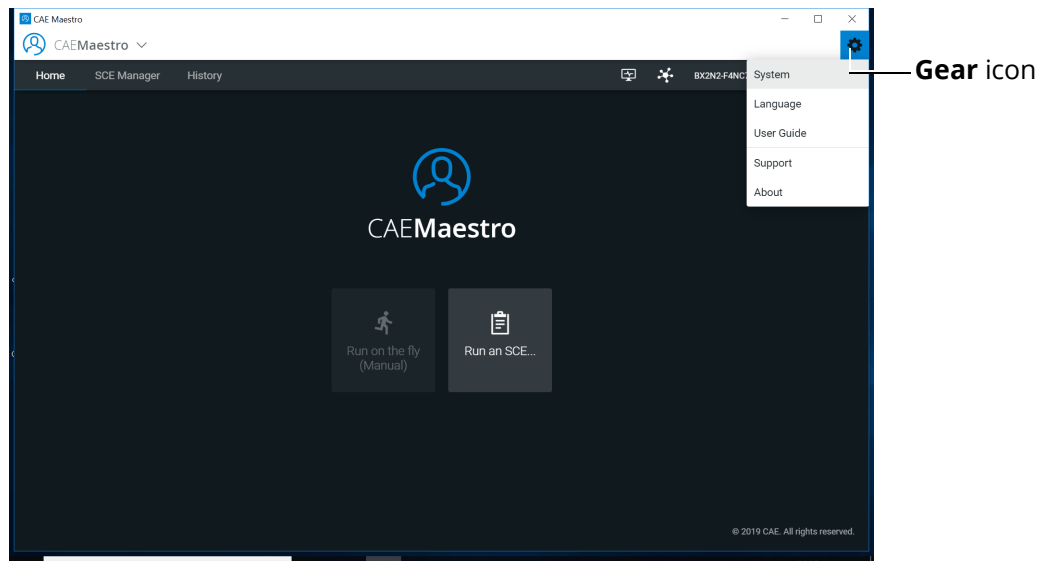 CAE Maestro
CAEMaestro
Home SCE Manager History BX2N2-F4NC
System
Gear icon
Language
User Guide
Support
About
CAEMaestro
Run on the fly
(Manual)
Run an SCE...
© 2019 CAE. All rights reserved.